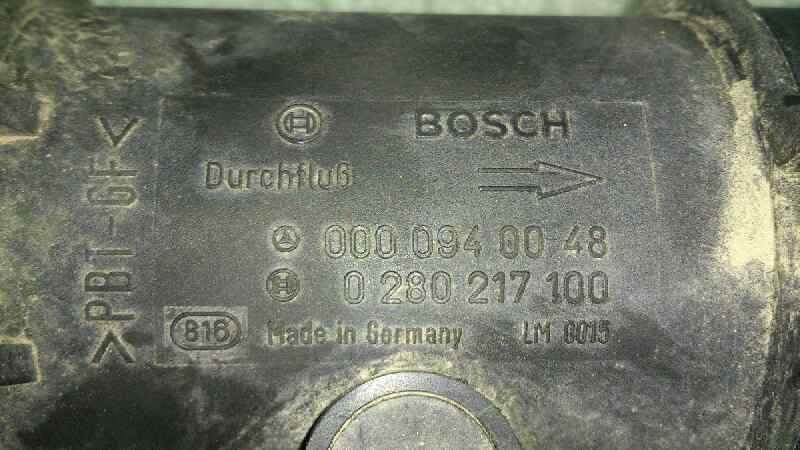 BOSCH
Durchfluß
000 094 00 48
0 280 217 100
816 Made in Germany LM 0015
>PBT-GF<